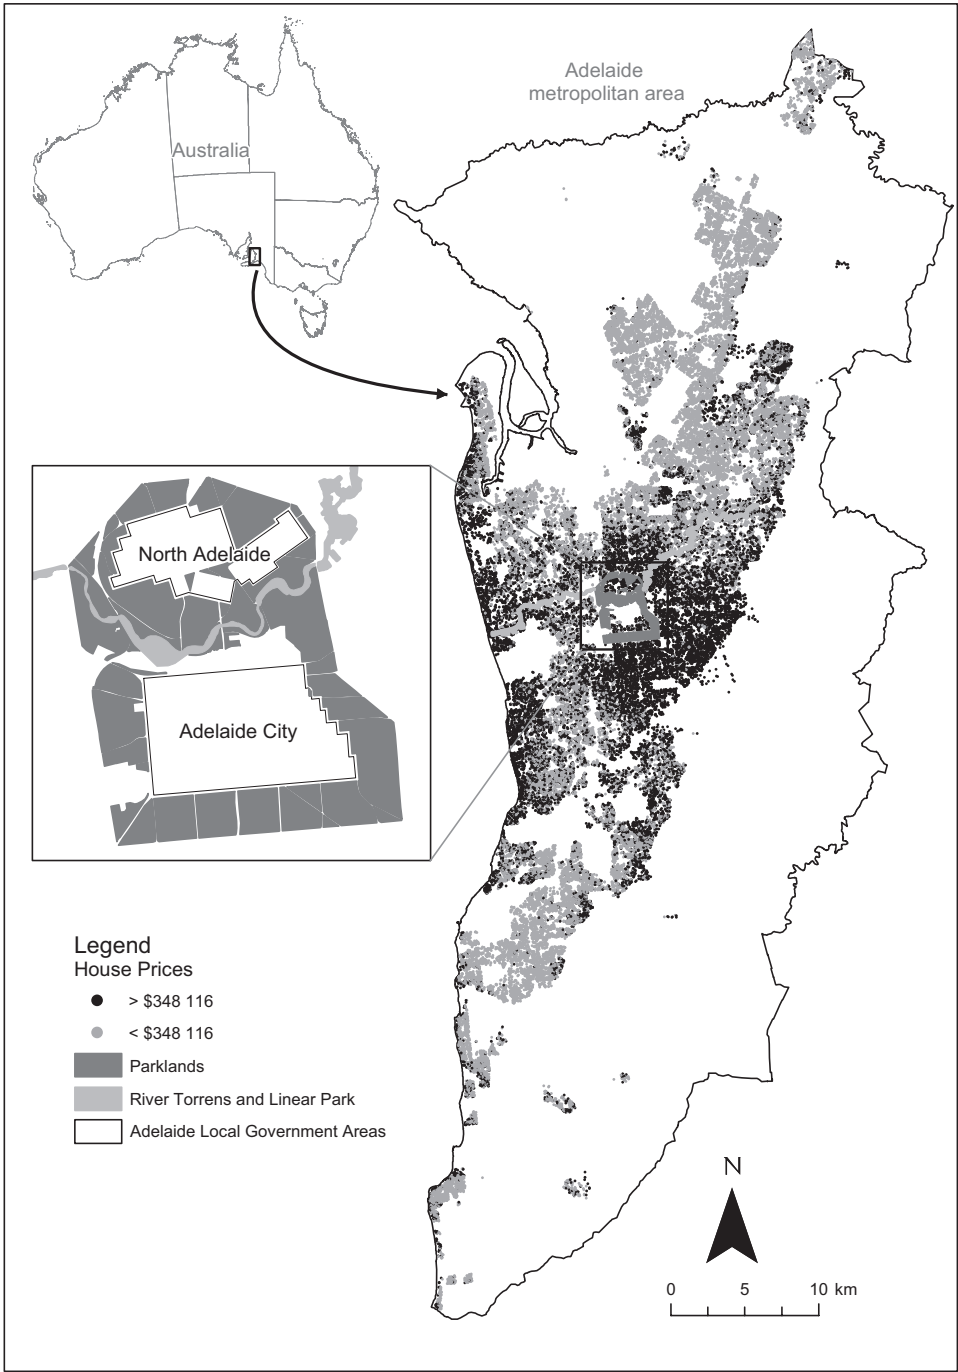 Adelaide
metropolitan area
Australia
North Adelaide
Adelaide City
Legend
House Prices
> $348 116
< $348 116
Parklands
River Torrens and Linear Park
Adelaide Local Government Areas
N
0 5 10 km